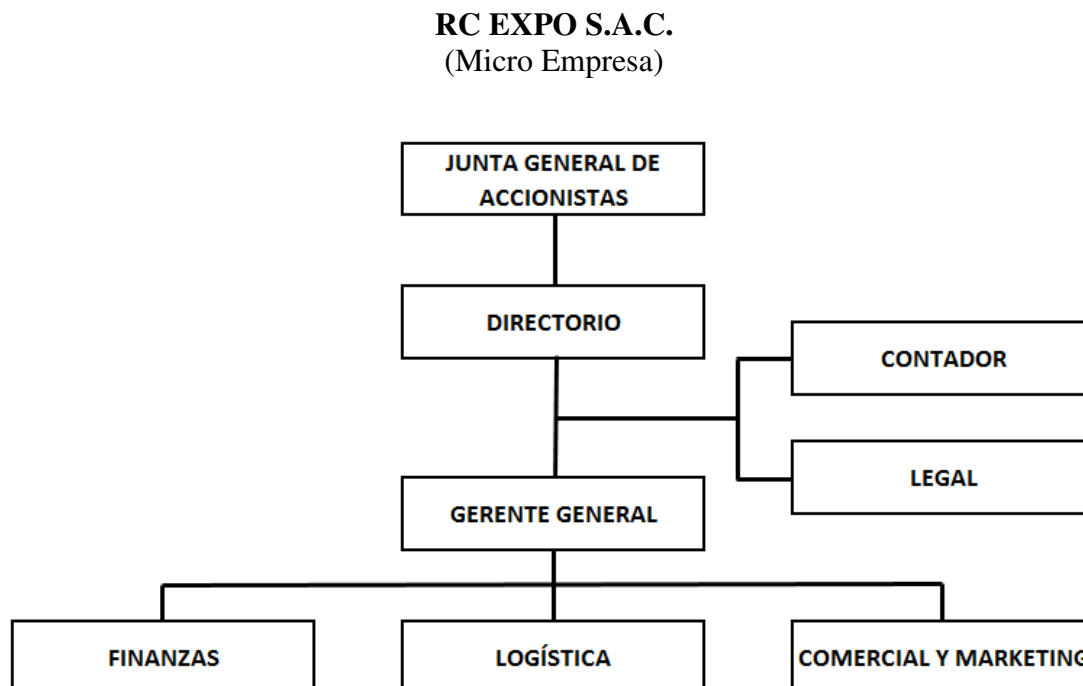 RC EXPO S.A.C.
(Micro Empresa)
JUNTA GENERAL DE
ACCIONISTAS
DIRECTORIO
CONTADOR
LEGAL
GERENTE GENERAL
FINANZAS
LOGÍSTICA
COMERCIAL Y MARKETING